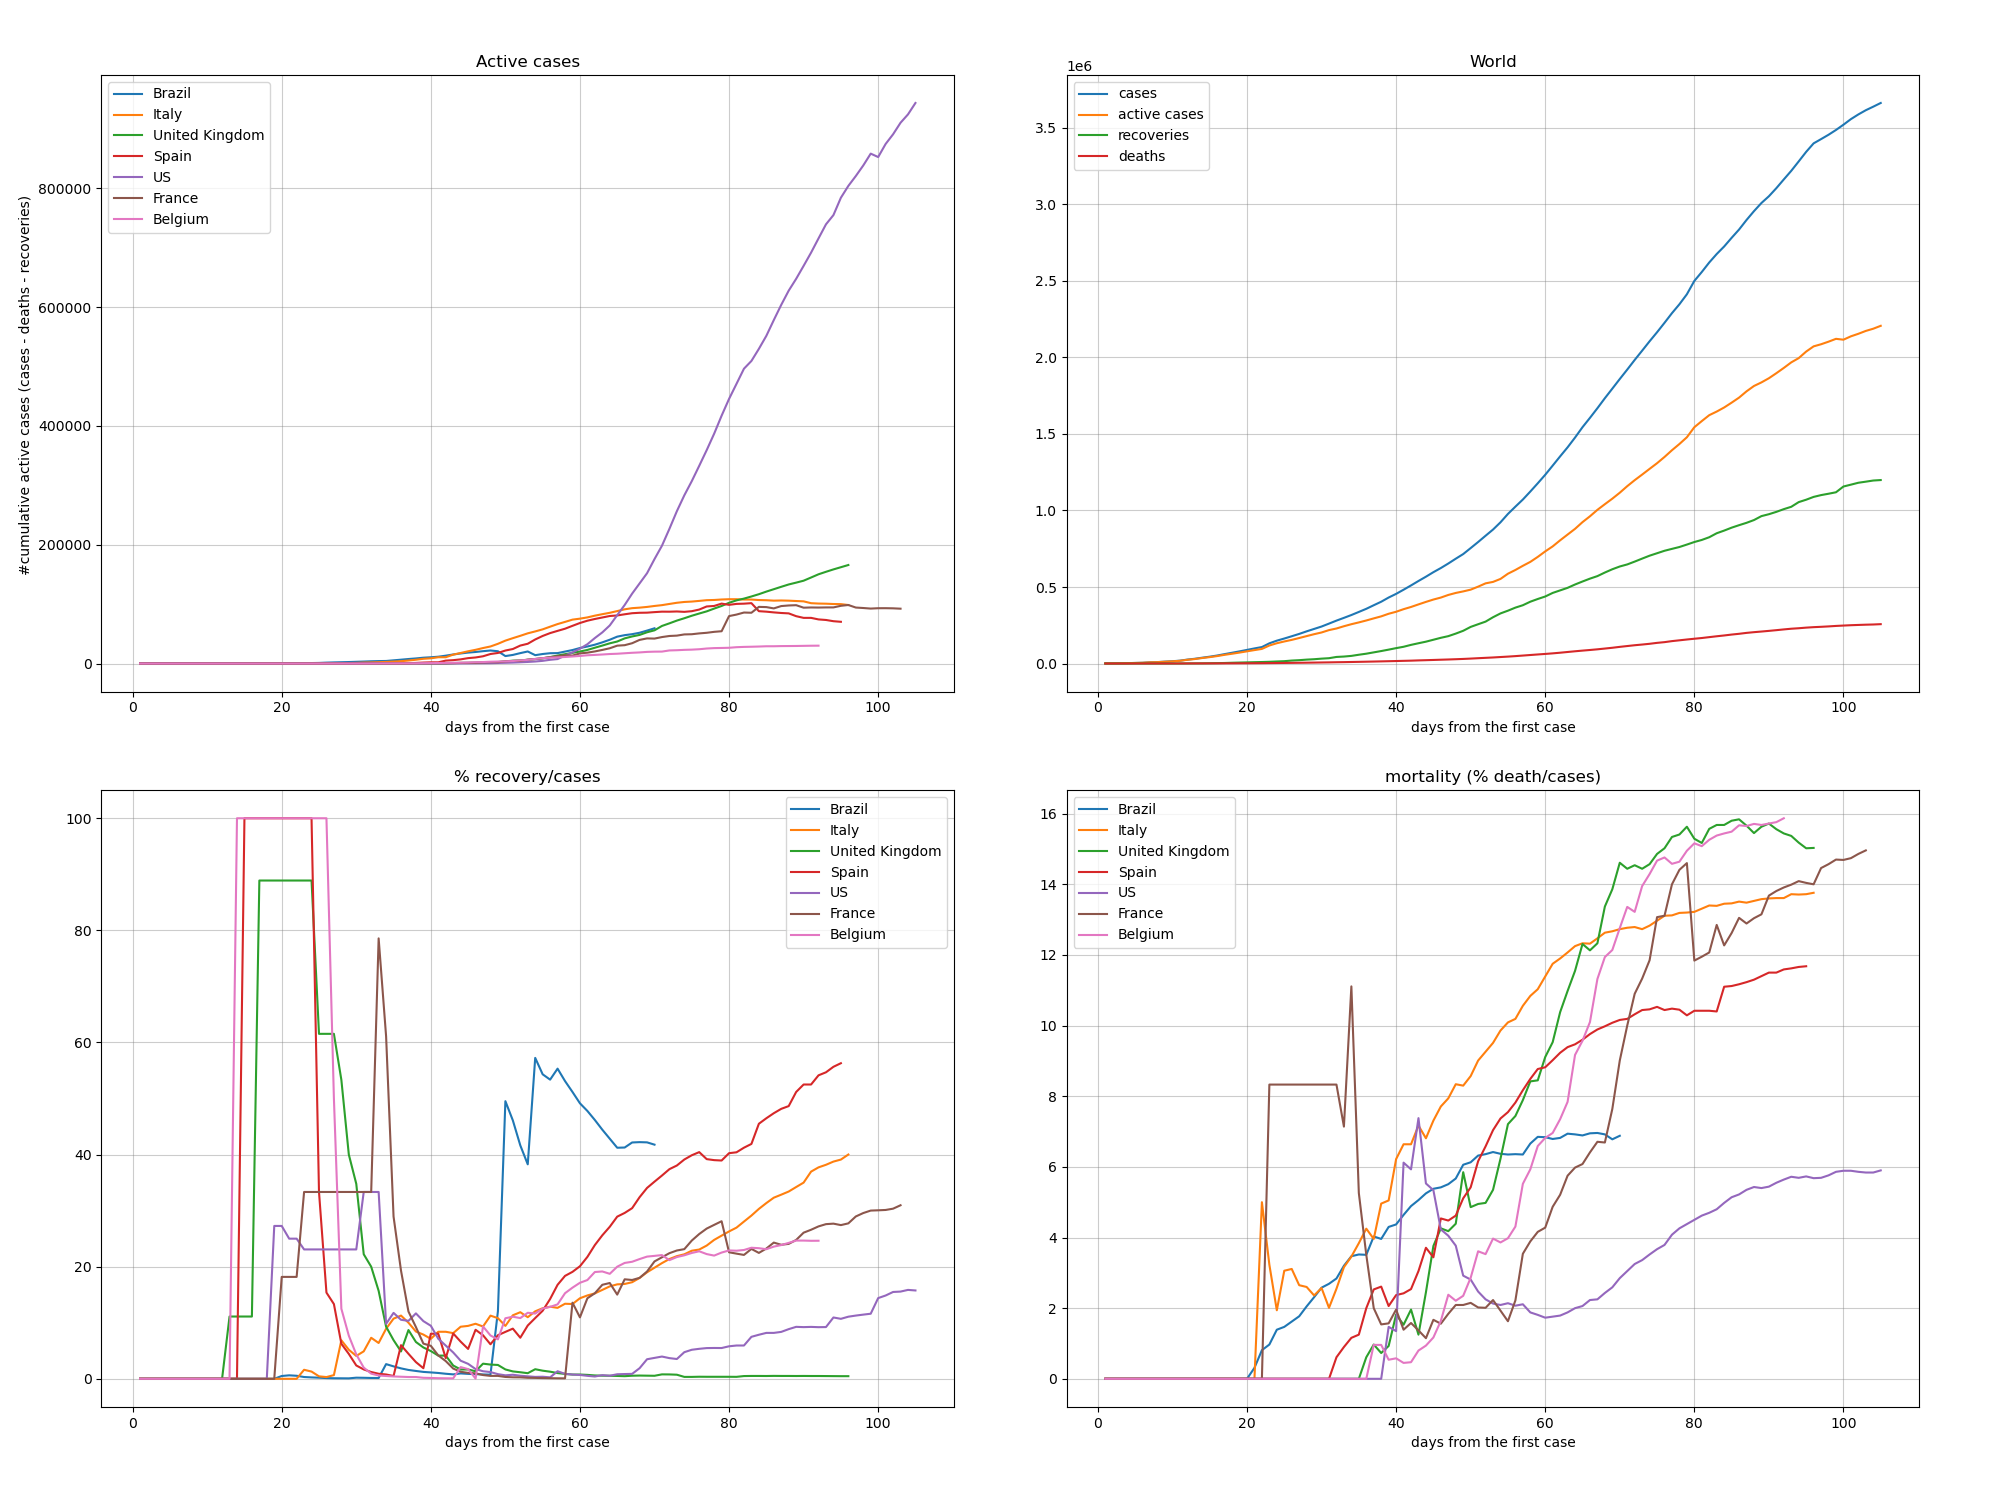 Active cases
Brazil
Italy
United Kingdom
Spain
US
France
Belgium
#cumulative active cases (cases - deaths - recoveries)
800000
600000
400000
200000
0
0 20 40 60 80 100
days from the first case
World
1e6
cases
active cases
recoveries
deaths
3.5
3.0
2.5
2.0
1.5
1.0
0.5
0.0
0 20 40 60 80 100
days from the first case
% recovery/cases
Brazil
Italy
United Kingdom
Spain
US
France
Belgium
100
80
60
40
20
0
0 20 40 60 80 100
days from the first case
mortality (% death/cases)
Brazil
Italy
United Kingdom
Spain
US
France
Belgium
16
14
12
10
8
6
4
2
0
0 20 40 60 80 100
days from the first case